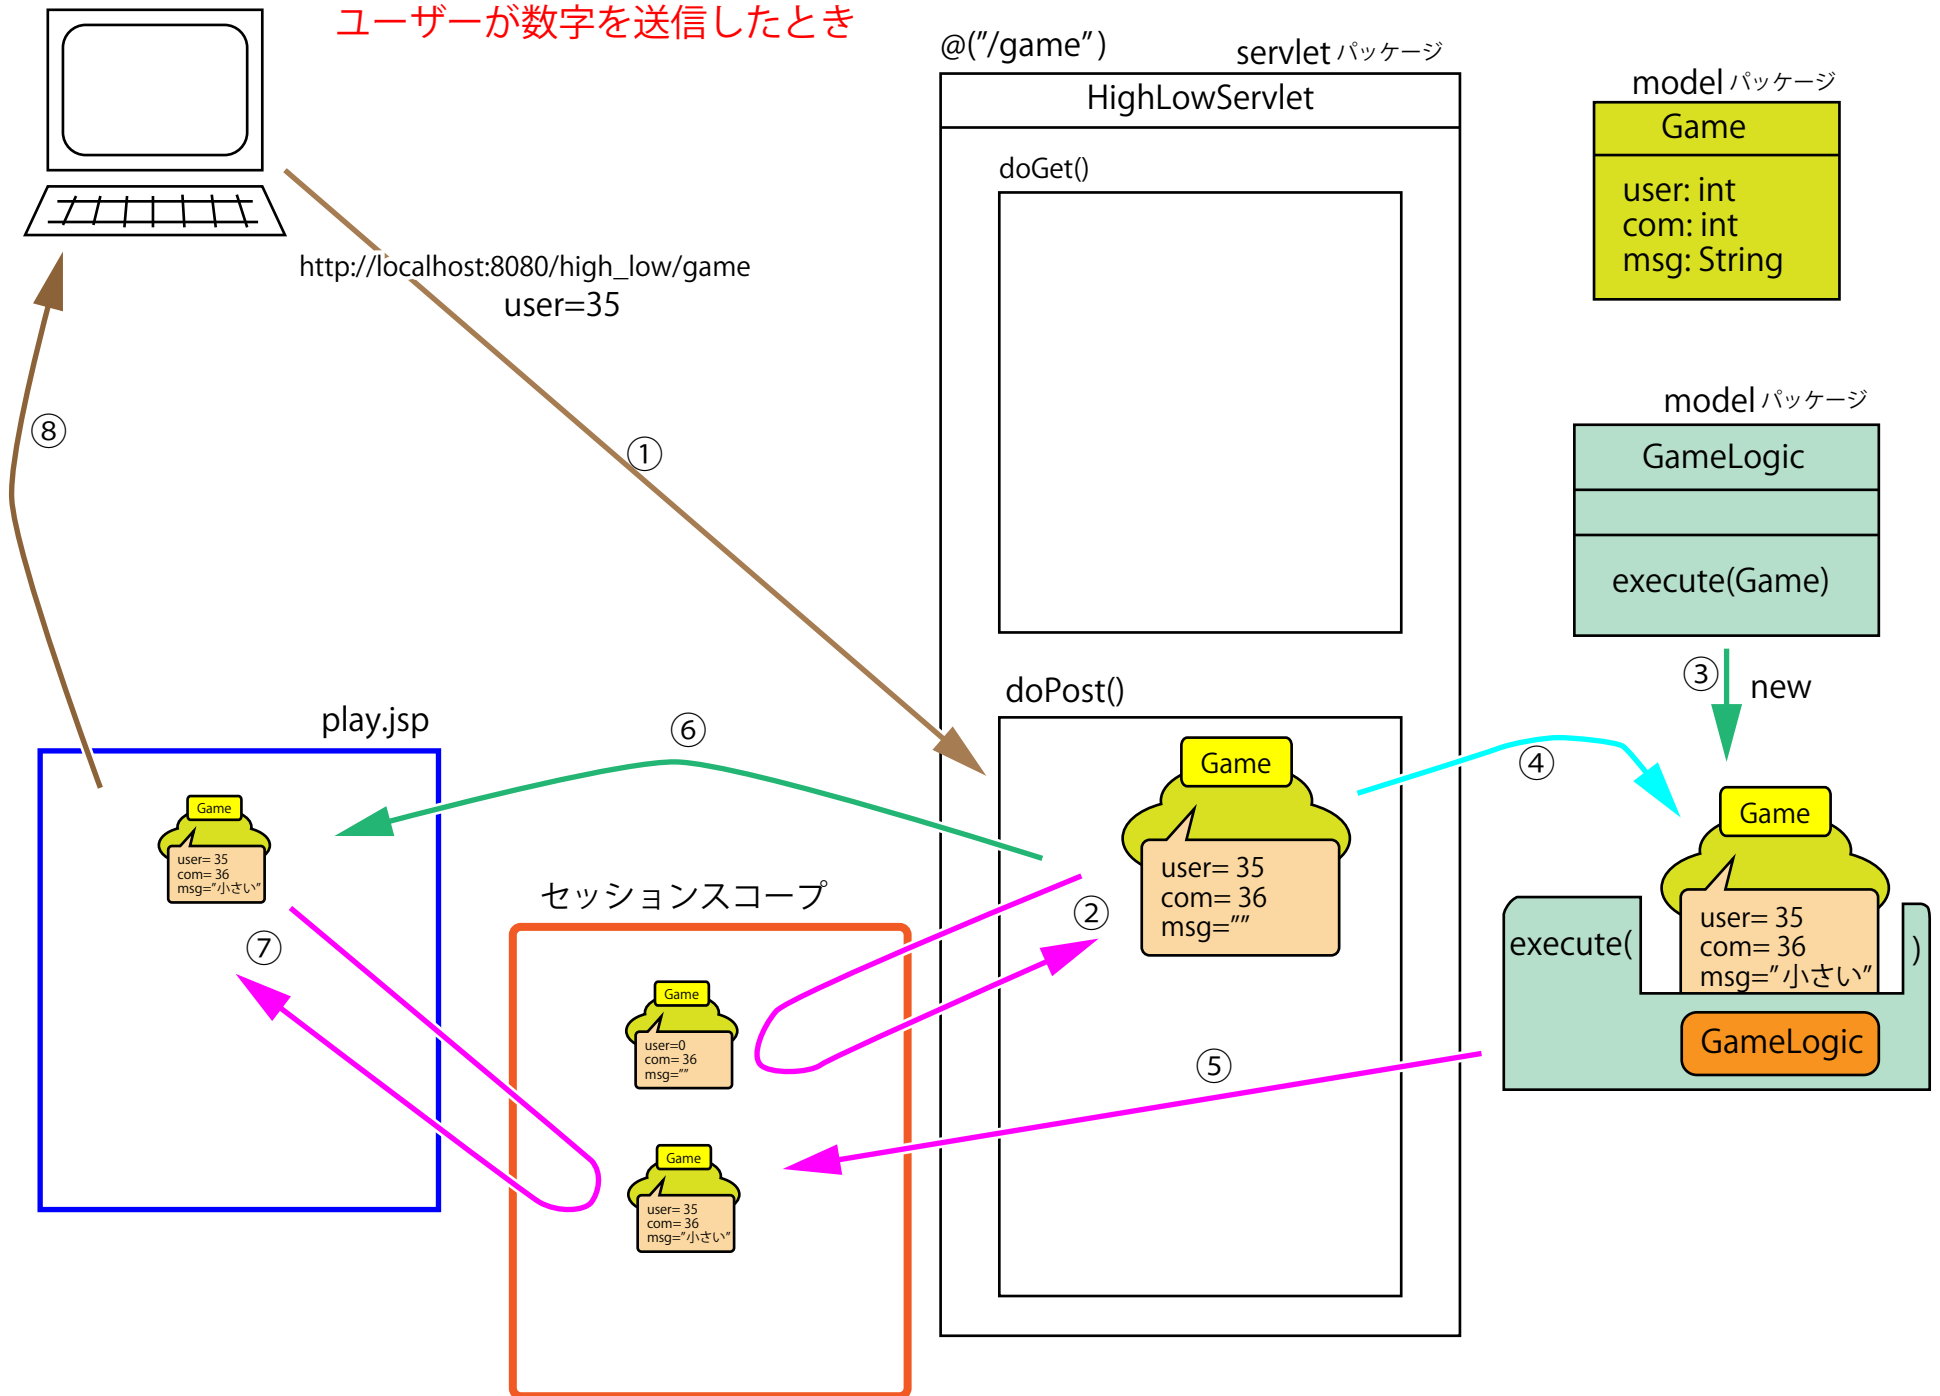 ユーザーが数字を送信したとき
@("/game")
servlet パッケージ
HighLowServlet
model パッケージ
Game
user: int
com: int
msg: String
doGet()
http://localhost:8080/high_low/game
user=35
⑧
①
model パッケージ
GameLogic
execute(Game)
③
new
doPost()
play.jsp
⑥
④
Game
user= 35
com= 36
msg=""
Game
user= 35
com= 36
msg="小さい"
execute(
)
GameLogic
Game
user= 35
com= 36
msg="小さい"
セッションスコープ
②
⑦
Game
user=0
com= 36
msg=""
⑤
Game
user= 35
com= 36
msg="小さい"